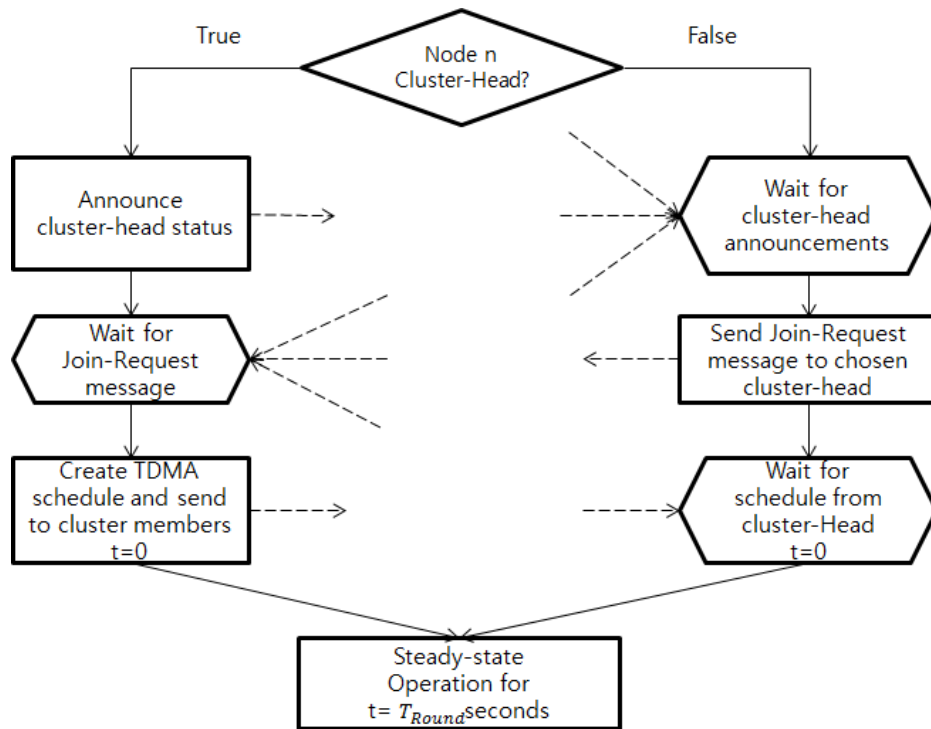 True
False
Node n
Cluster-Head?
Announce
cluster-head status
Wait for
cluster-head
announcements
Wait for
Join-Request
message
Send Join-Request
message to chosen
cluster-head
Create TDMA
schedule and send
to cluster members
t=0
Wait for
schedule from
cluster-Head
t=0
Steady-state
Operation for
t= T_Round seconds